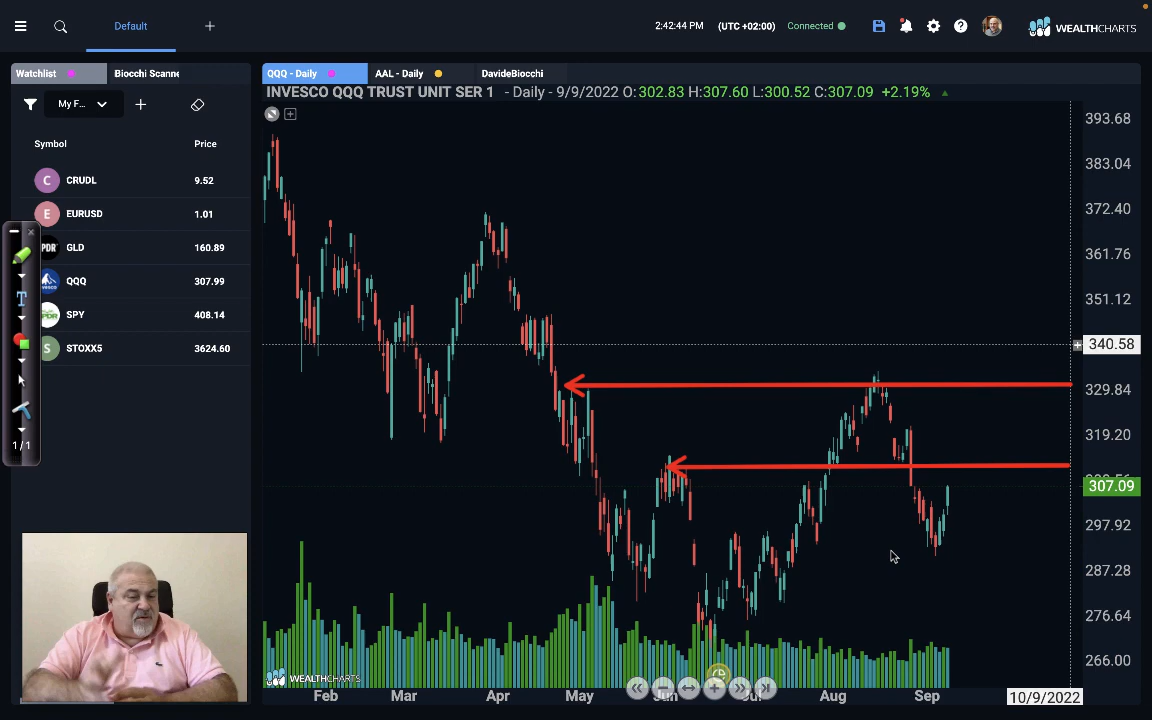 Default
2:42:44 PM (UTC +02:00) Connected
WEALTHCHARTS
Watchlist
Biocchi Scanne
QQQ - Daily
AAL - Daily
DavideBiocchi
My F...
INVESCO QQQ TRUST UNIT SER 1 - Daily - 9/9/2022 O:302.83 H:307.60 L:300.52 C:307.09 +2.19%
Symbol Price
C CRUDL 9.52
E EURUSD 1.01
PDR GLD 160.89
QQQ 307.99
SPY 408.14
S STOXX5 3624.60
T
1/1
393.68
383.04
372.40
361.76
351.12
340.58
329.84
319.20
307.09
297.92
287.28
276.64
266.00
WEALTHCHARTS
Feb Mar Apr May Jun Jul Aug Sep 10/9/2022